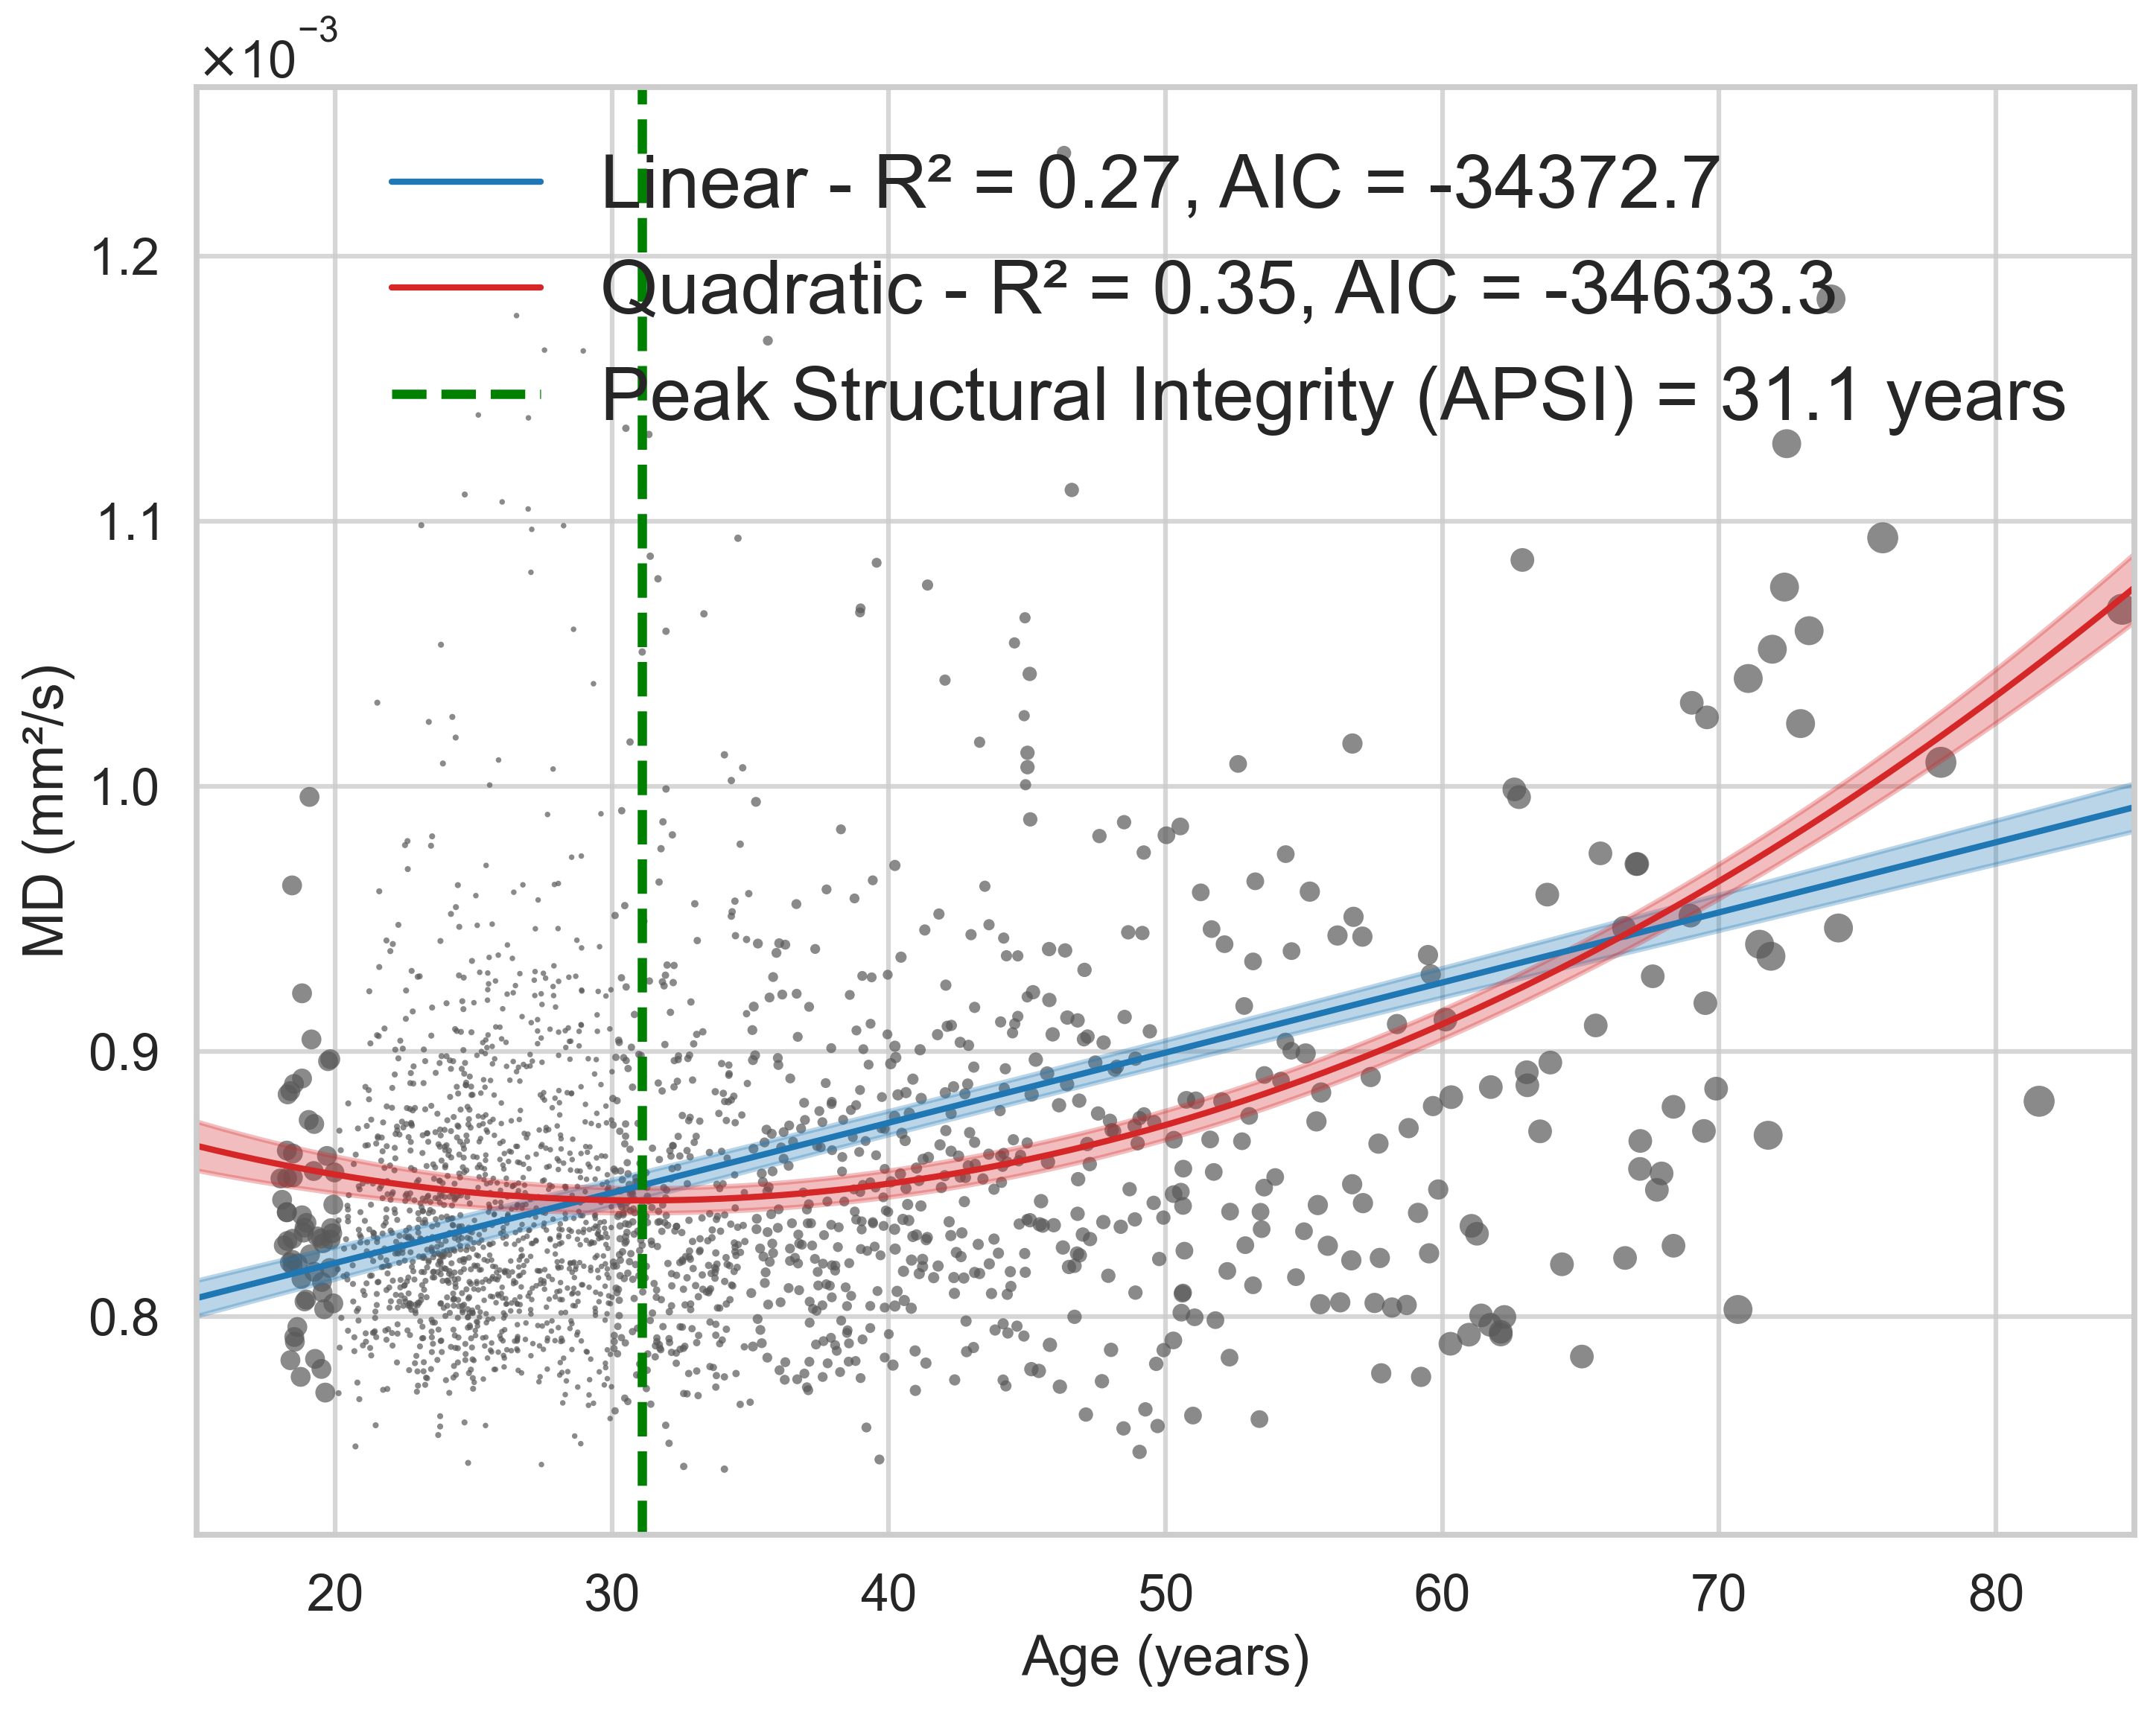 ×10⁻³
Linear - R² = 0.27, AIC = -34372.7
Quadratic - R² = 0.35, AIC = -34633.3
Peak Structural Integrity (APSI) = 31.1 years
MD (mm²/s)
1.2
1.1
1.0
0.9
0.8
20 30 40 50 60 70 80
Age (years)